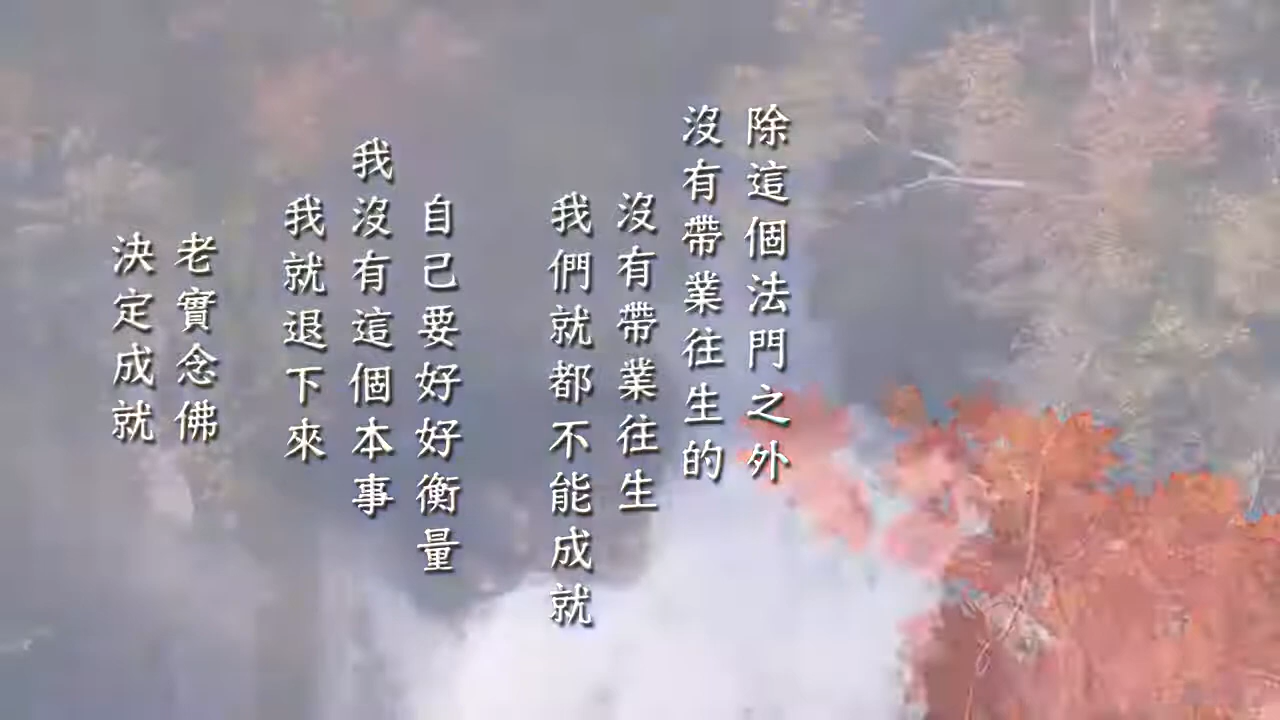 除這個法門之外
沒有帶業往生的
沒有帶業往生
我們就都不能成就
自己要好好衡量
我沒有這個本事
我就退下來
老實念佛
決定成就